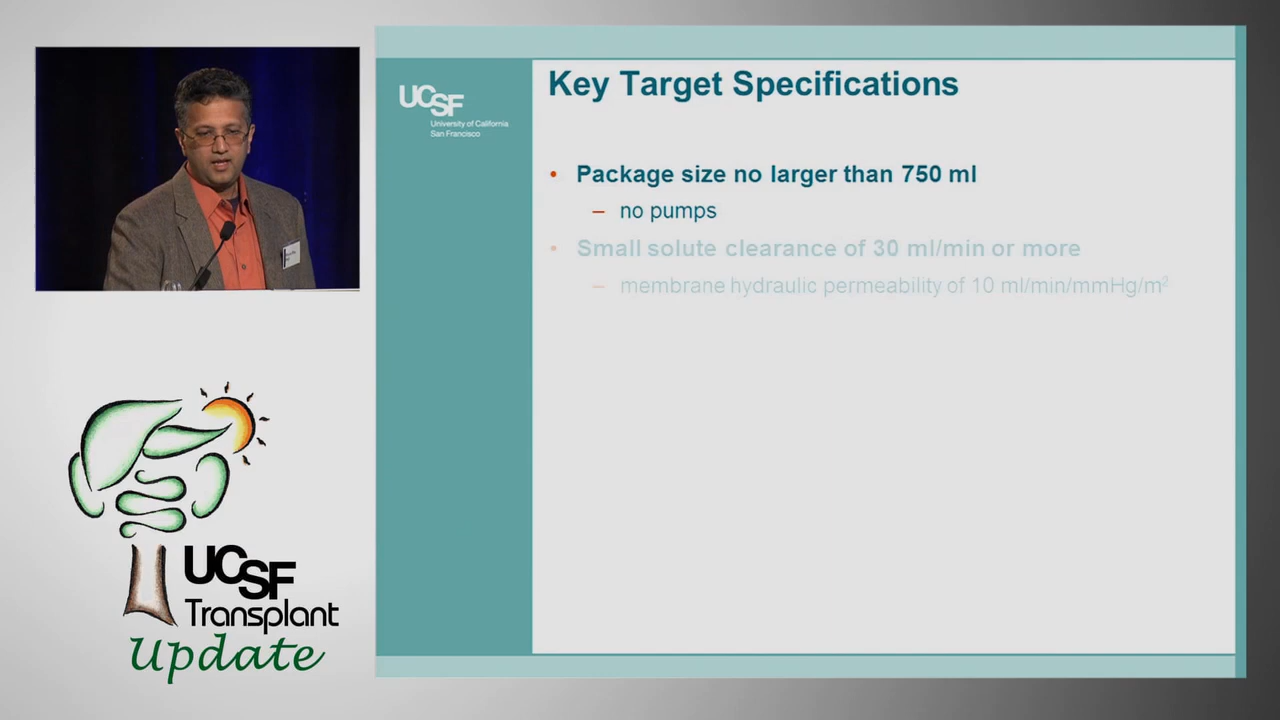 Key Target Specifications
UCSF
University of California
San Francisco
• Package size no larger than 750 ml
– no pumps
• Small solute clearance of 30 ml/min or more
– membrane hydraulic permeability of 10 ml/min/mmHg/m²
UCSF
Transplant
Update